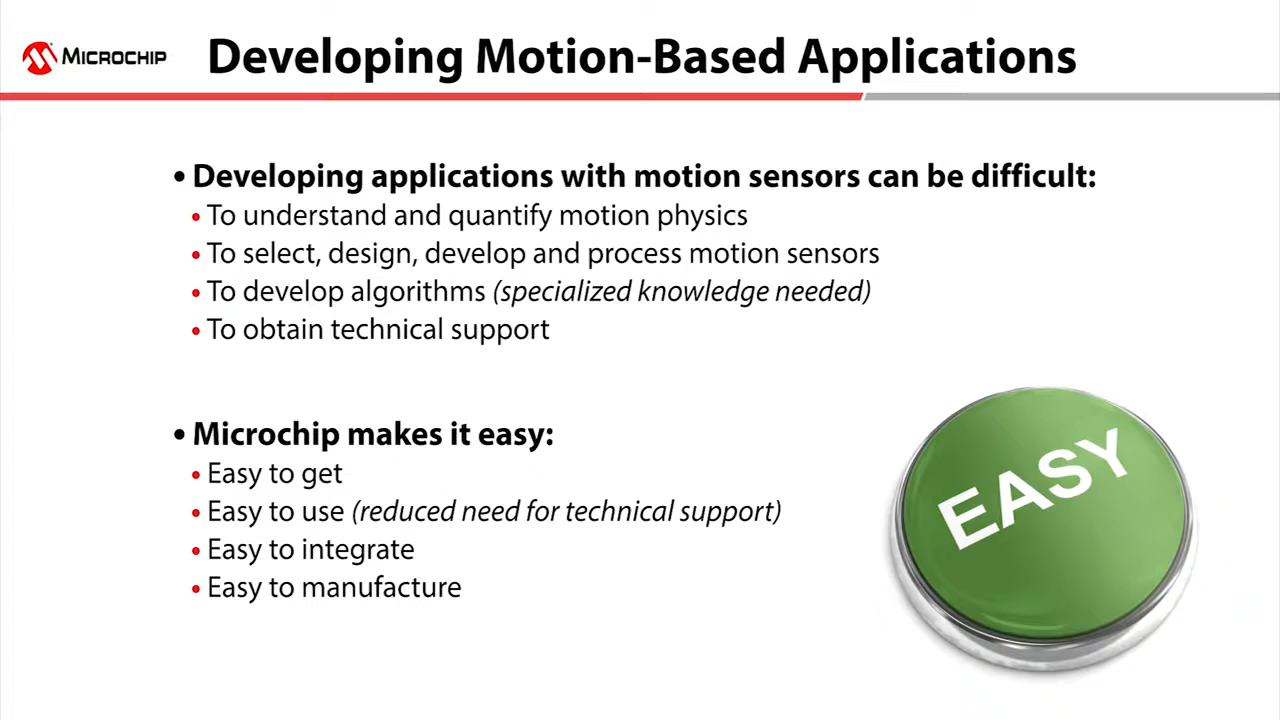 MICROCHIP
Developing Motion-Based Applications
• Developing applications with motion sensors can be difficult:
• To understand and quantify motion physics
• To select, design, develop and process motion sensors
• To develop algorithms (specialized knowledge needed)
• To obtain technical support
• Microchip makes it easy:
• Easy to get
• Easy to use (reduced need for technical support)
• Easy to integrate
• Easy to manufacture
EASY